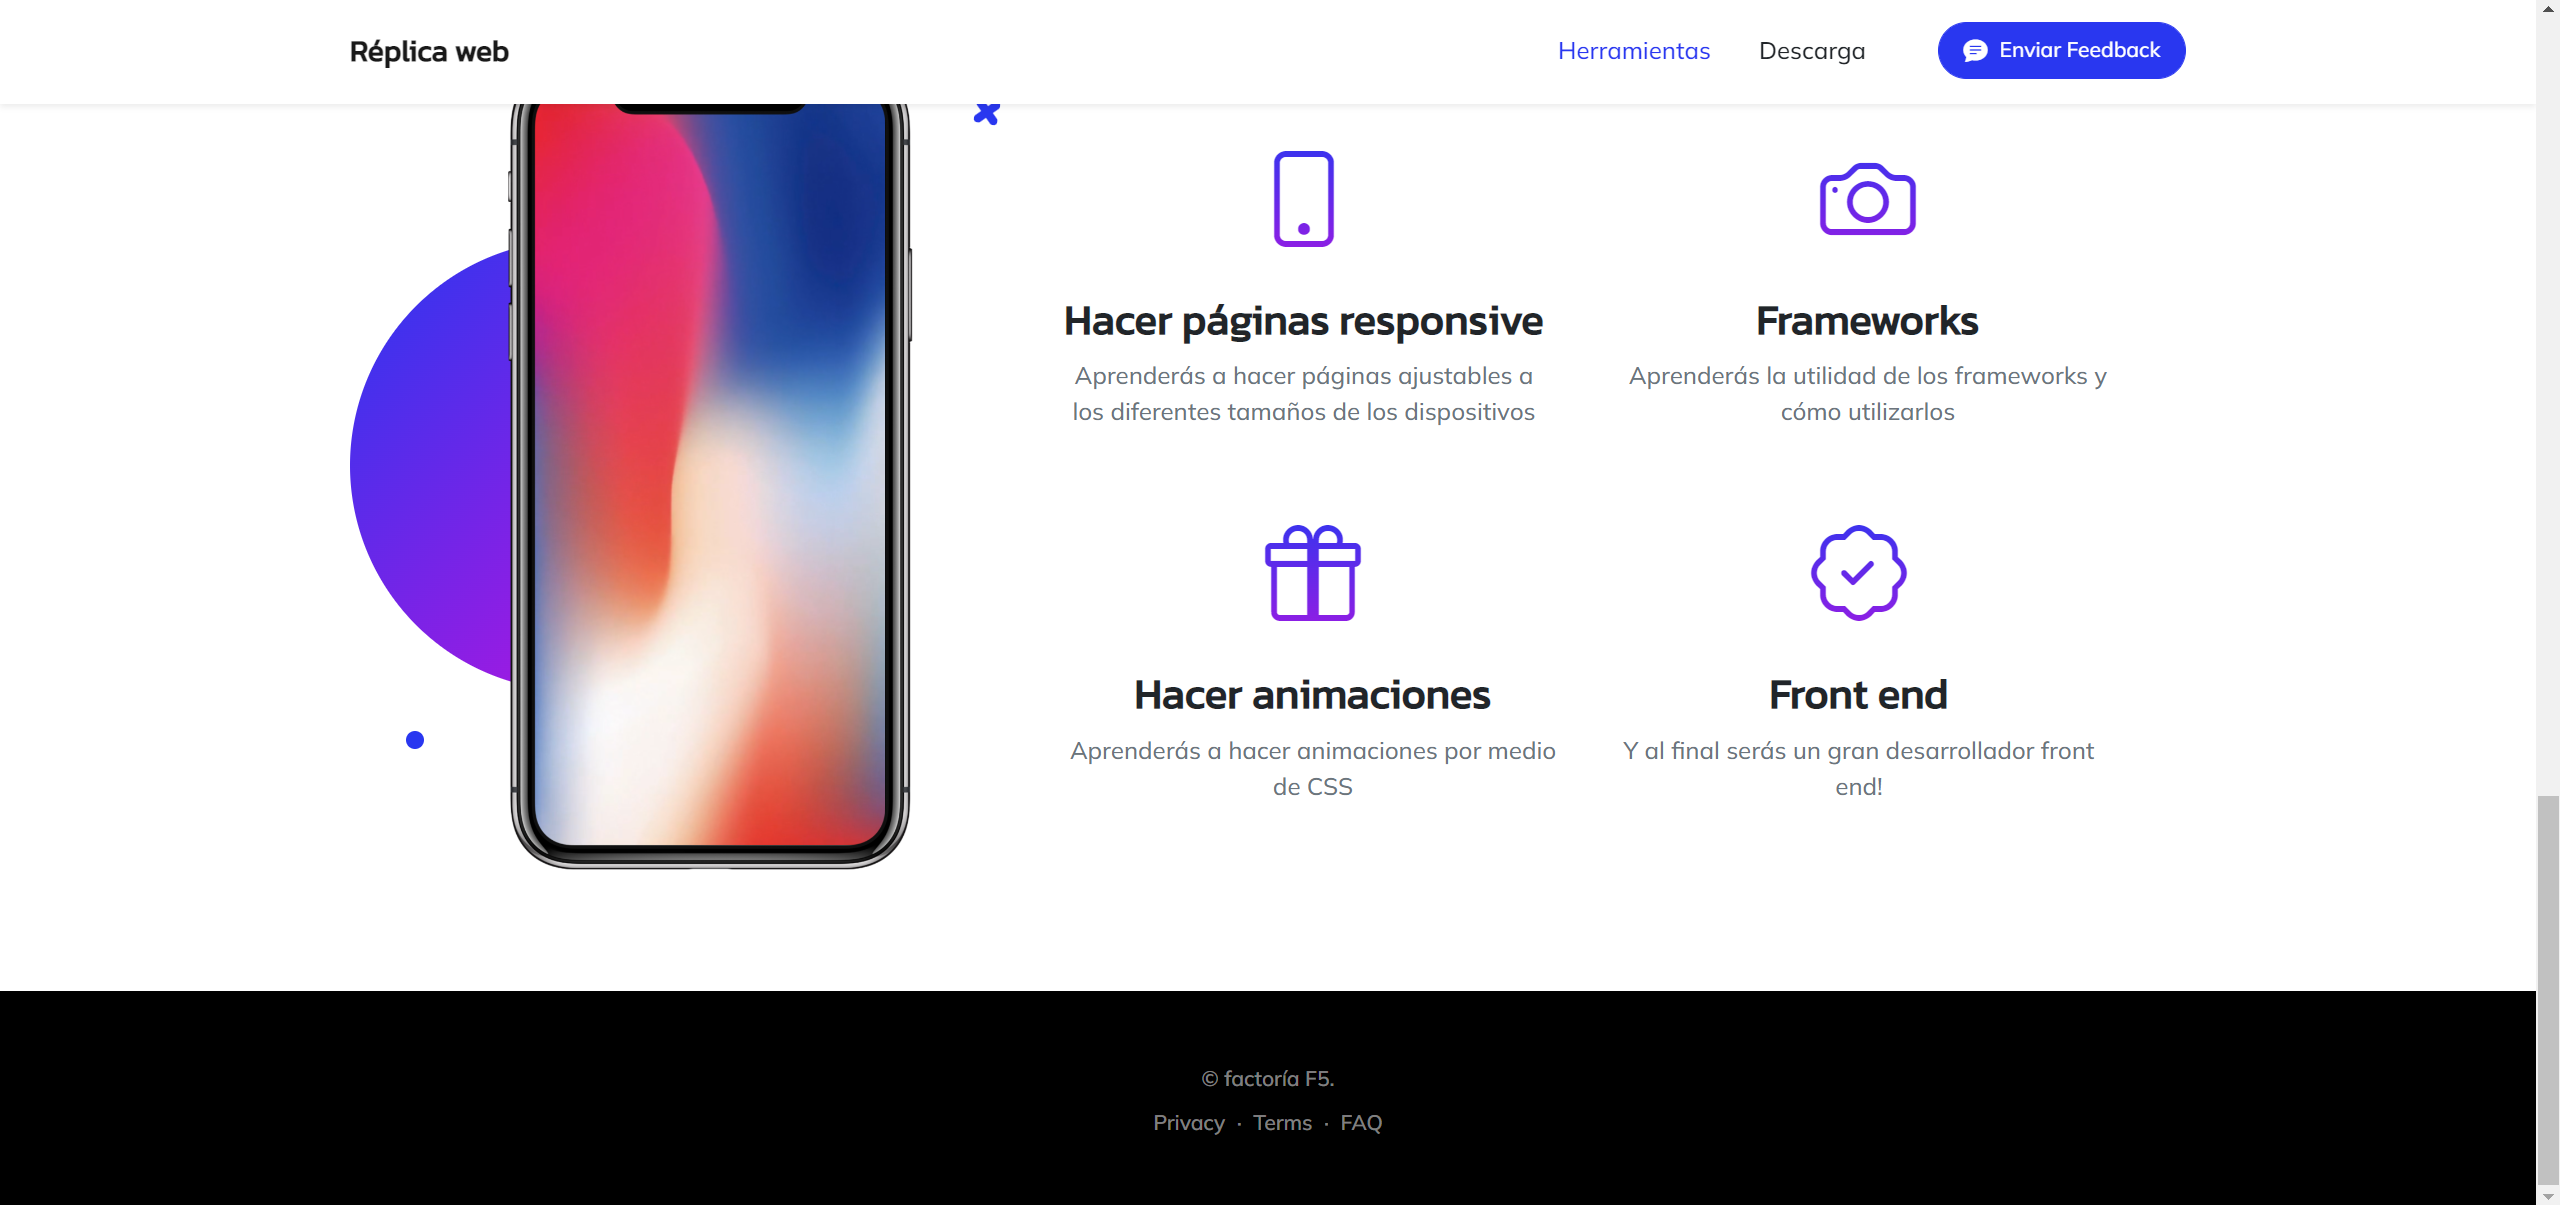 Réplica web
Herramientas
Descarga
Enviar Feedback
Hacer páginas responsive
Aprenderás a hacer páginas ajustables a
los diferentes tamaños de los dispositivos
Frameworks
Aprenderás la utilidad de los frameworks y
cómo utilizarlos
Hacer animaciones
Aprenderás a hacer animaciones por medio
de CSS
Front end
Y al final serás un gran desarrollador front
end!
© factoría F5.
Privacy · Terms · FAQ